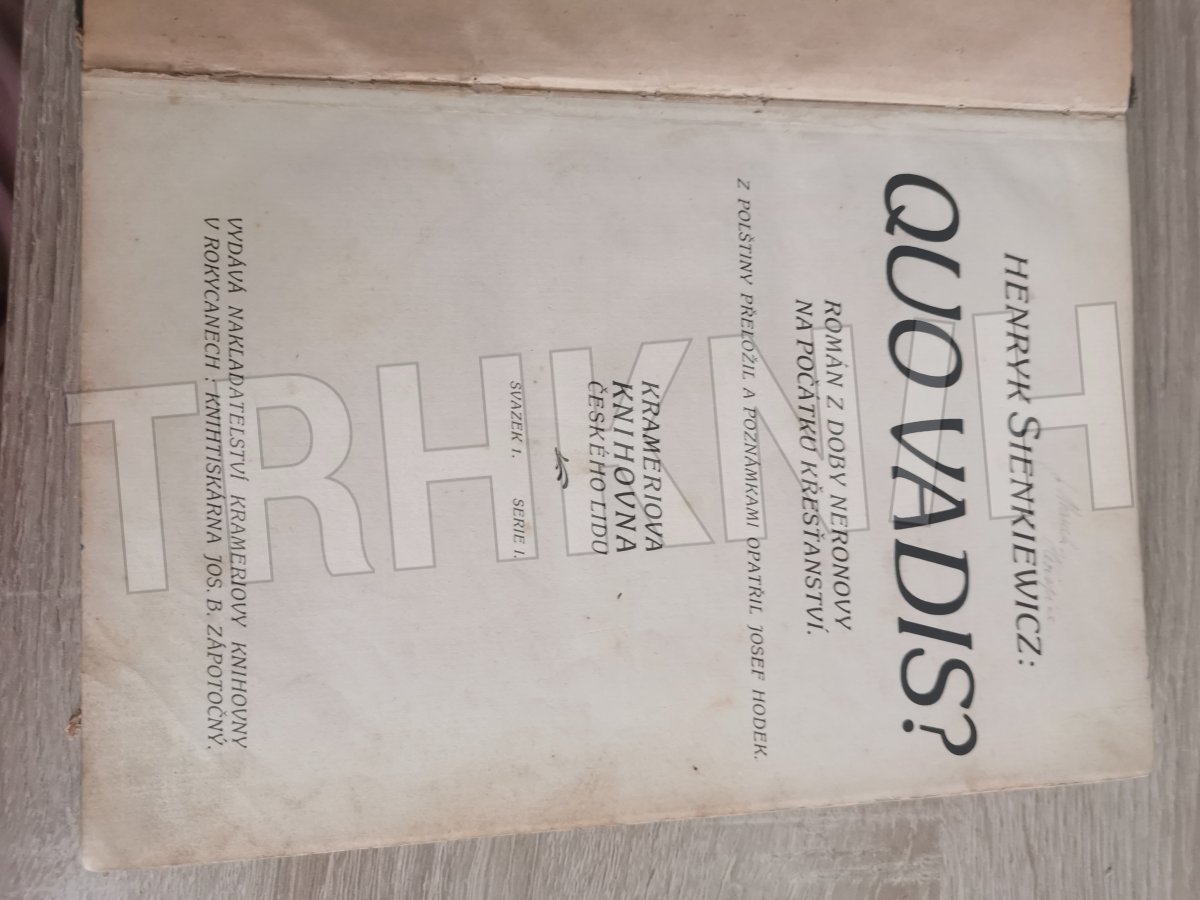 HENRYK SIENKIEWICZ:
QUO VADIS?
ROMÁN Z DOBY NERONOVY
NA POČÁTKU KŘESŤANSTVÍ.
Z POLŠTINY PŘELOŽIL A POZNÁMKAMI OPATŘIL JOSEF HODEK.
KRAMERIOVA
KNIHOVNA
ČESKÉHO LIDU
SVAZEK 1. SERIE I.
VYDÁVÁ NAKLADATELSTVÍ KRAMERIOVY KNIHOVNY
V ROKYCANECH : KNIHTISKÁRNA JOS. B. ZÁPOTOČNÝ.
TRHKNIH